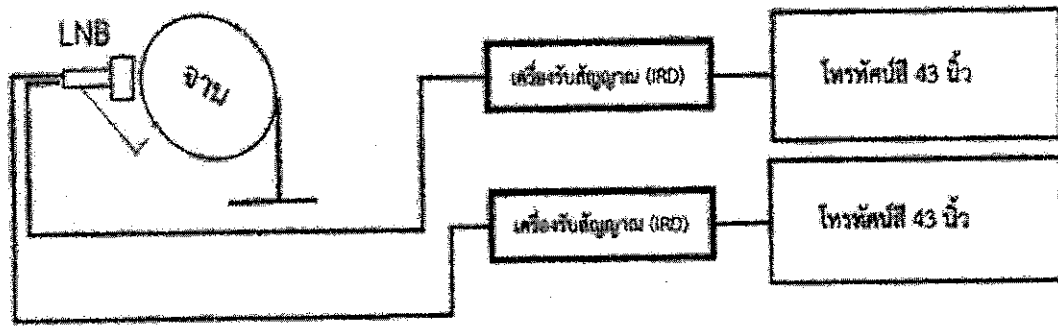 LNB
จาน
เครื่องรับสัญญาณ (IRD)
โทรทัศน์สี 43 นิ้ว
เครื่องรับสัญญาณ (IRD)
โทรทัศน์สี 43 นิ้ว